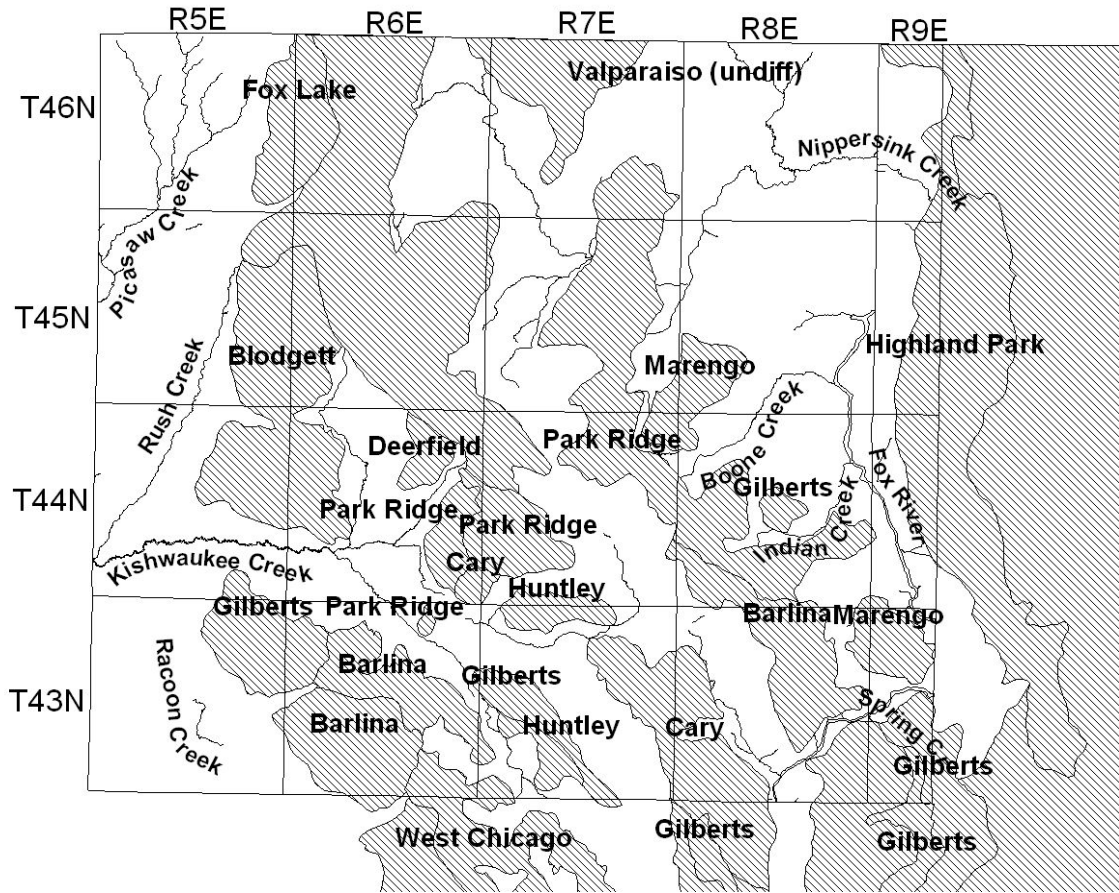 R5E
R6E
R7E
R8E
R9E
Valparaiso (undiff)
Fox Lake
T46N
Nippersink Creek
Picasaw Creek
T45N
Highland Park
Rush Creek
Blodgett
Marengo
Deerfield
Park Ridge
Boone Creek
Gilberts
T44N
Fox River
Park Ridge
Park Ridge
Indian Creek
Kishwaukee Creek
Cary
Huntley
Gilberts
Park Ridge
Barlina
Marengo
Racoon Creek
Barlina
Gilberts
T43N
Barlina
Huntley
Cary
Spring Cr
Gilberts
West Chicago
Gilberts
Gilberts